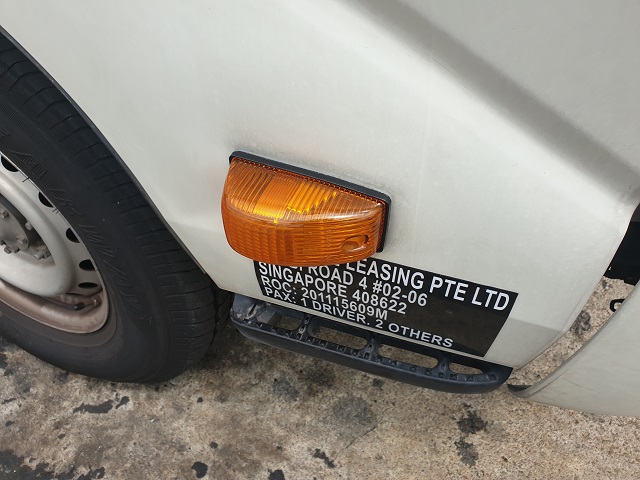 LEASING PTE LTD
ROAD 4 #02-06
SINGAPORE 408622
ROC: 201115609M
PAX: 1 DRIVER, 2 OTHERS